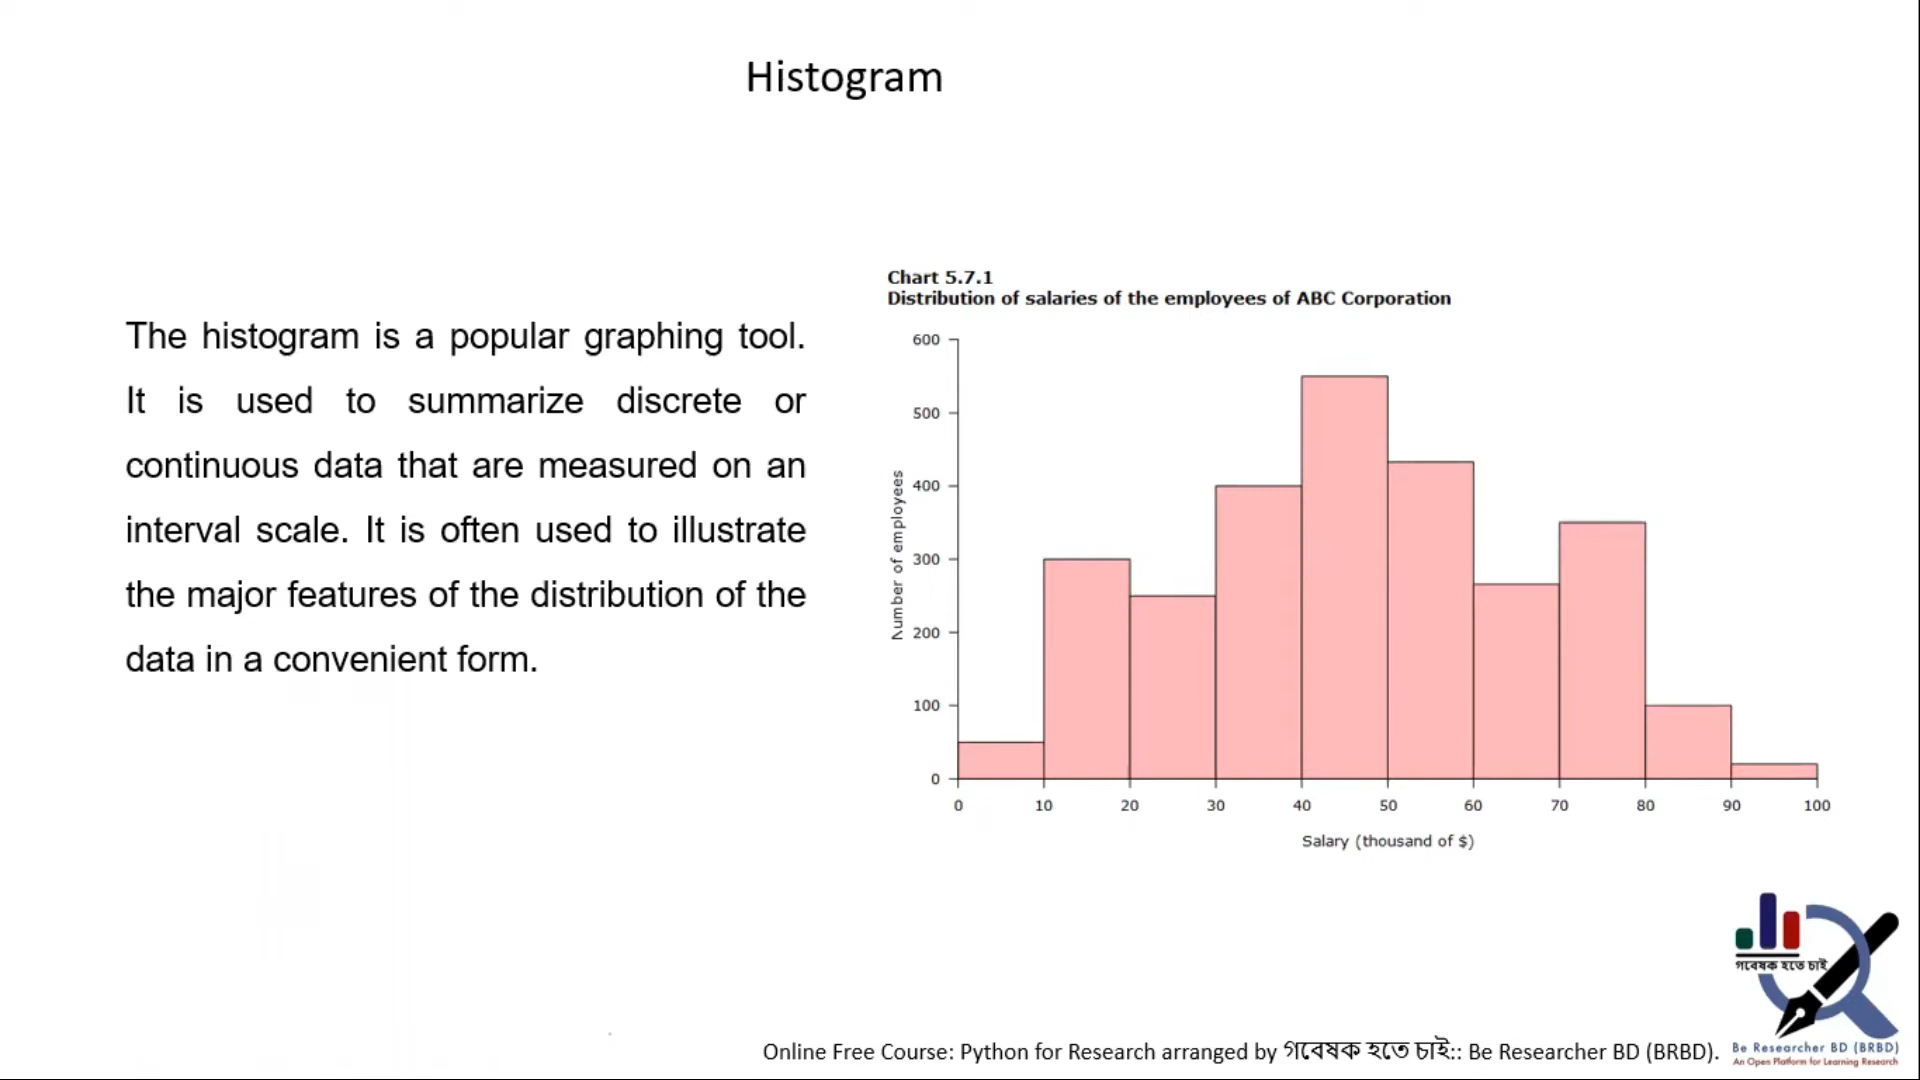 Histogram
The histogram is a popular graphing tool.
It is used to summarize discrete or
continuous data that are measured on an
interval scale. It is often used to illustrate
the major features of the distribution of the
data in a convenient form.
Chart 5.7.1
Distribution of salaries of the employees of ABC Corporation
Number of employees
600
500
400
300
200
100
0
0 10 20 30 40 50 60 70 80 90 100
Salary (thousand of $)
গবেষক হতে চাই
Be Researcher BD (BRBD)
An Open Platform for Learning Research
Online Free Course: Python for Research arranged by গবেষক হতে চাই:: Be Researcher BD (BRBD).